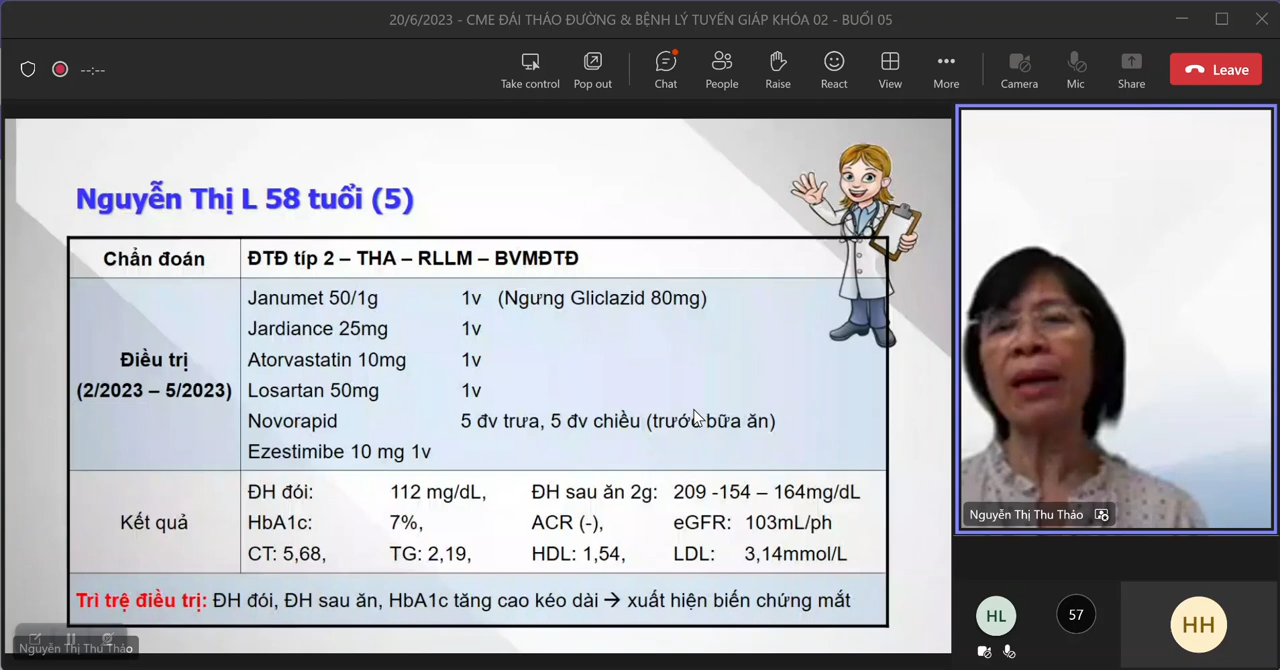 20/6/2023 - CME ĐÁI THÁO ĐƯỜNG & BỆNH LÝ TUYẾN GIÁP KHÓA 02 - BUỔI 05
--:-- Take control Pop out Chat People Raise React View More Camera Mic Share Leave
Nguyễn Thị L 58 tuổi (5)
Chẩn đoán ĐTĐ típ 2 – THA – RLLM – BVMĐTĐ
Điều trị
(2/2023 – 5/2023)
Janumet 50/1g 1v (Ngưng Gliclazid 80mg)
Jardiance 25mg 1v
Atorvastatin 10mg 1v
Losartan 50mg 1v
Novorapid 5 đv trưa, 5 đv chiều (trước bữa ăn)
Ezestimibe 10 mg 1v
Kết quả
ĐH đói: 112 mg/dL, ĐH sau ăn 2g: 209 -154 – 164mg/dL
HbA1c: 7%, ACR (-), eGFR: 103mL/ph
CT: 5,68, TG: 2,19, HDL: 1,54, LDL: 3,14mmol/L
Trì trệ điều trị: ĐH đói, ĐH sau ăn, HbA1c tăng cao kéo dài → xuất hiện biến chứng mắt
Nguyễn Thị Thu Thảo
Nguyễn Thị Thu Thảo
HL
57
HH